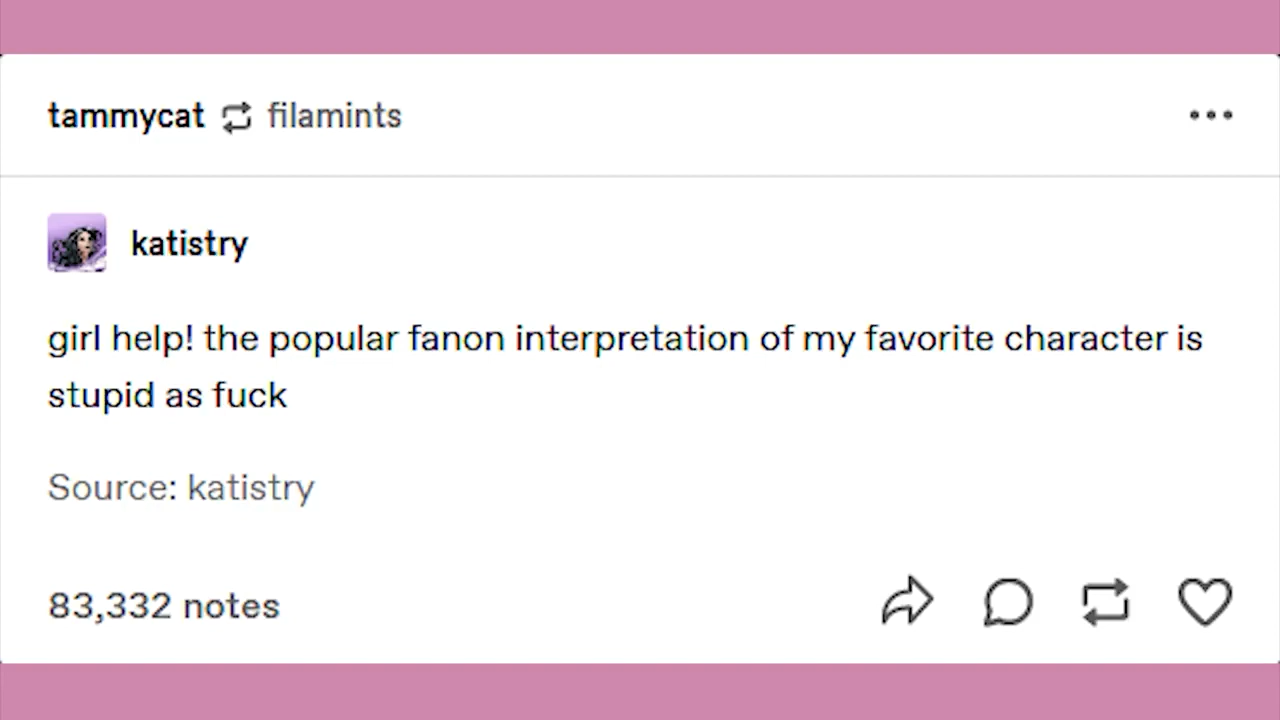 tammycat filamints
katistry
girl help! the popular fanon interpretation of my favorite character is
stupid as fuck
Source: katistry
83,332 notes